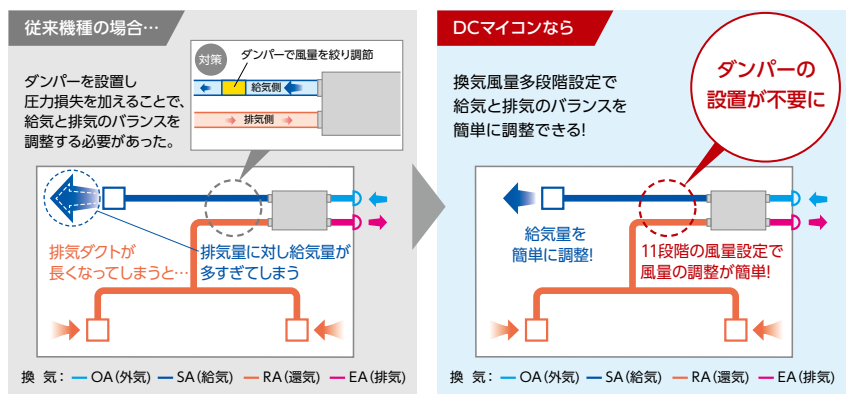 従来機種の場合…
ダンパーを設置し
圧力損失を加えることで、
給気と排気のバランスを
調整する必要があった。
対策
ダンパーで風量を絞り調節
給気側
排気側
排気ダクトが
長くなってしまうと…
排気量に対し給気量が
多すぎてしまう
換 気： OA（外気） SA（給気） RA（還気） EA（排気）
DCマイコンなら
換気風量多段階設定で
給気と排気のバランスを
簡単に調整できる!
ダンパーの
設置が不要に
給気量を
簡単に調整!
11段階の風量設定で
風量の調整が簡単!
換 気： OA（外気） SA（給気） RA（還気） EA（排気）